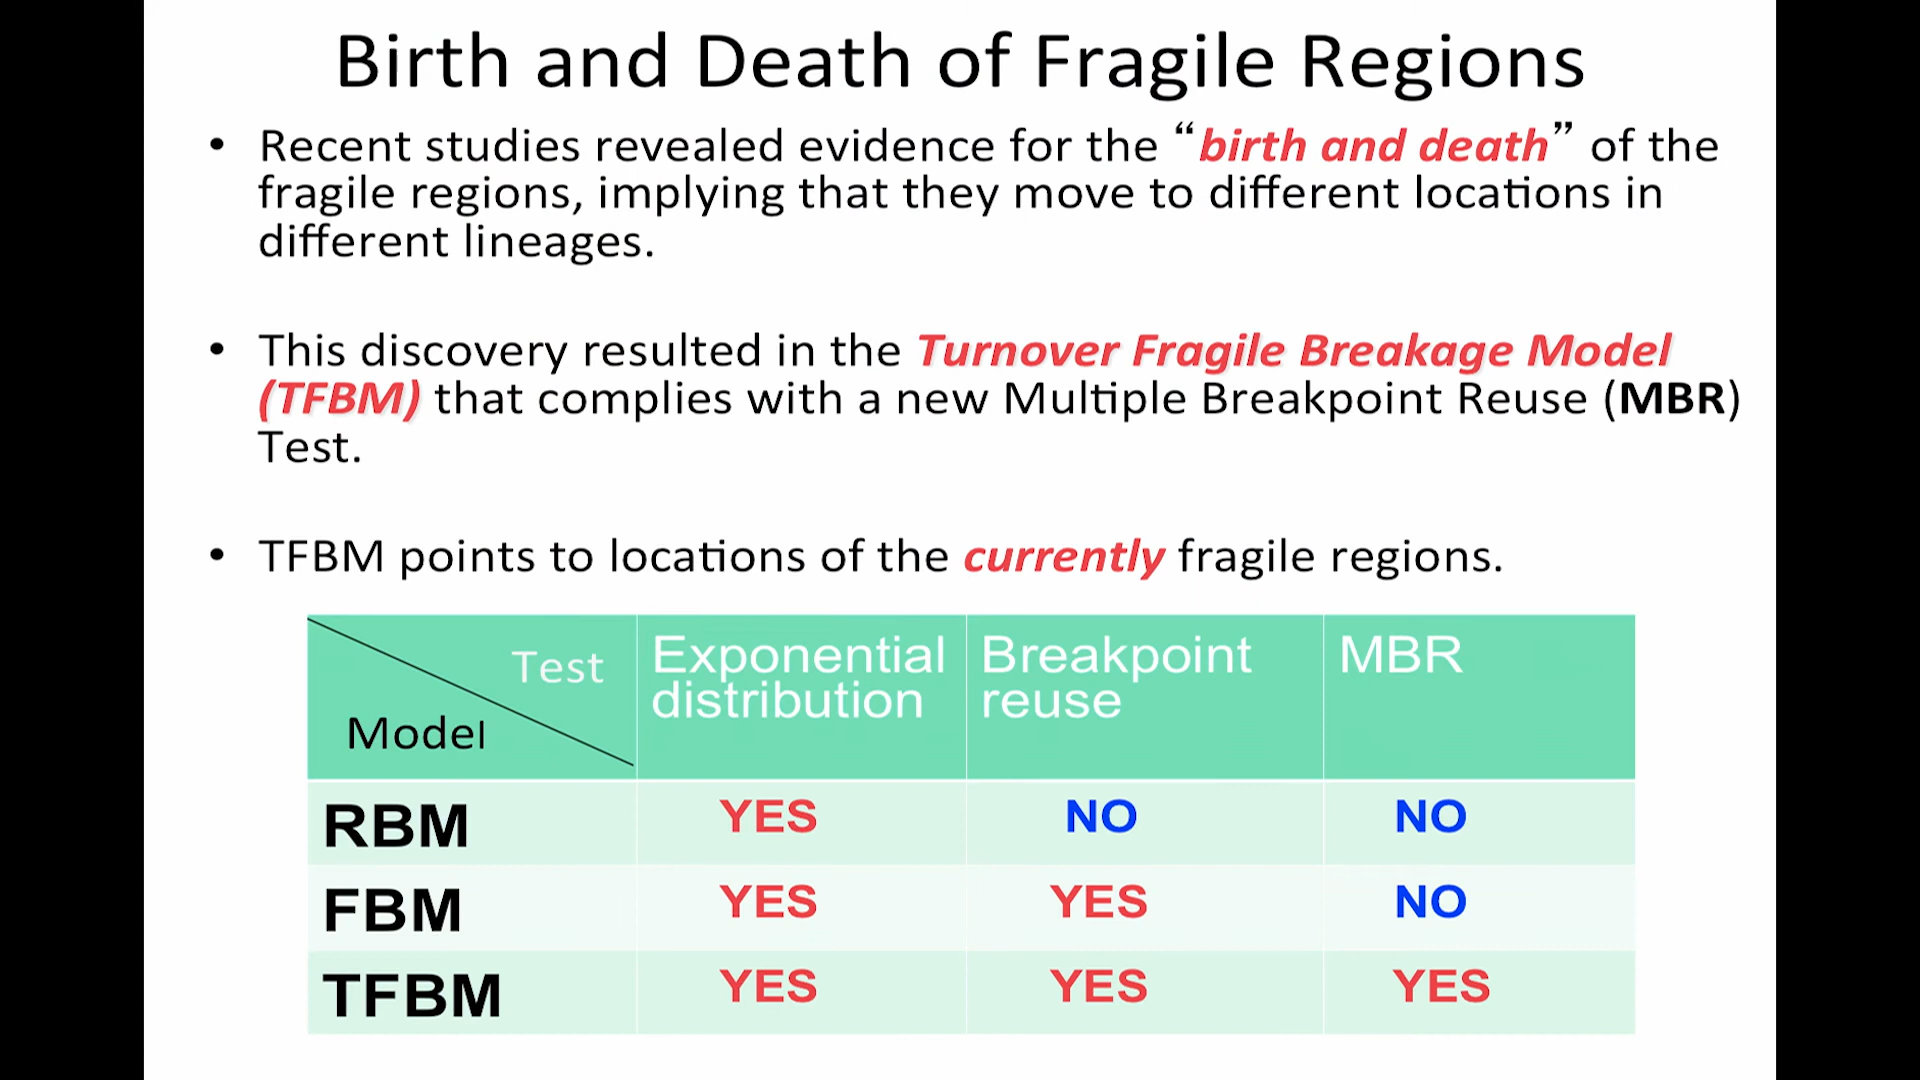 Birth and Death of Fragile Regions
• Recent studies revealed evidence for the “birth and death” of the
fragile regions, implying that they move to different locations in
different lineages.
• This discovery resulted in the Turnover Fragile Breakage Model
(TFBM) that complies with a new Multiple Breakpoint Reuse (MBR)
Test.
• TFBM points to locations of the currently fragile regions.
Test
Model
Exponential
distribution
Breakpoint
reuse
MBR
RBM YES NO NO
FBM YES YES NO
TFBM YES YES YES